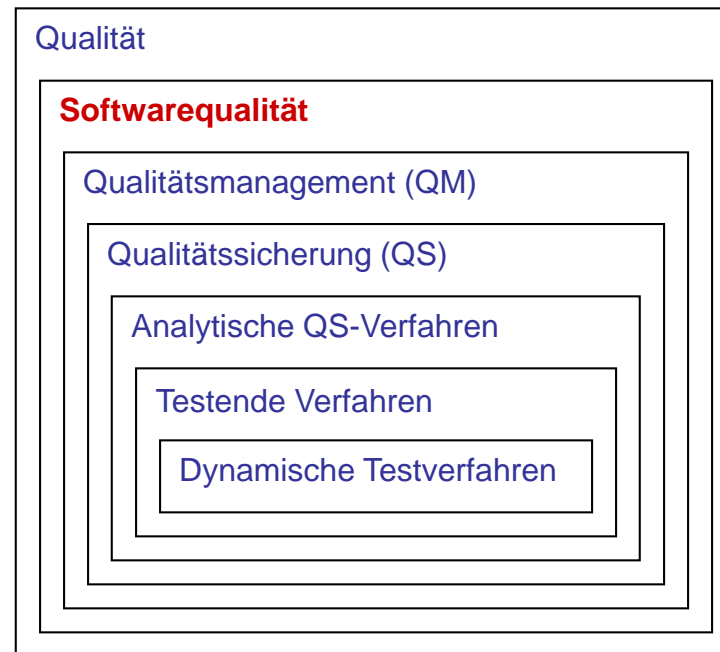 Qualität
Softwarequalität
Qualitätsmanagement (QM)
Qualitätssicherung (QS)
Analytische QS-Verfahren
Testende Verfahren
Dynamische Testverfahren